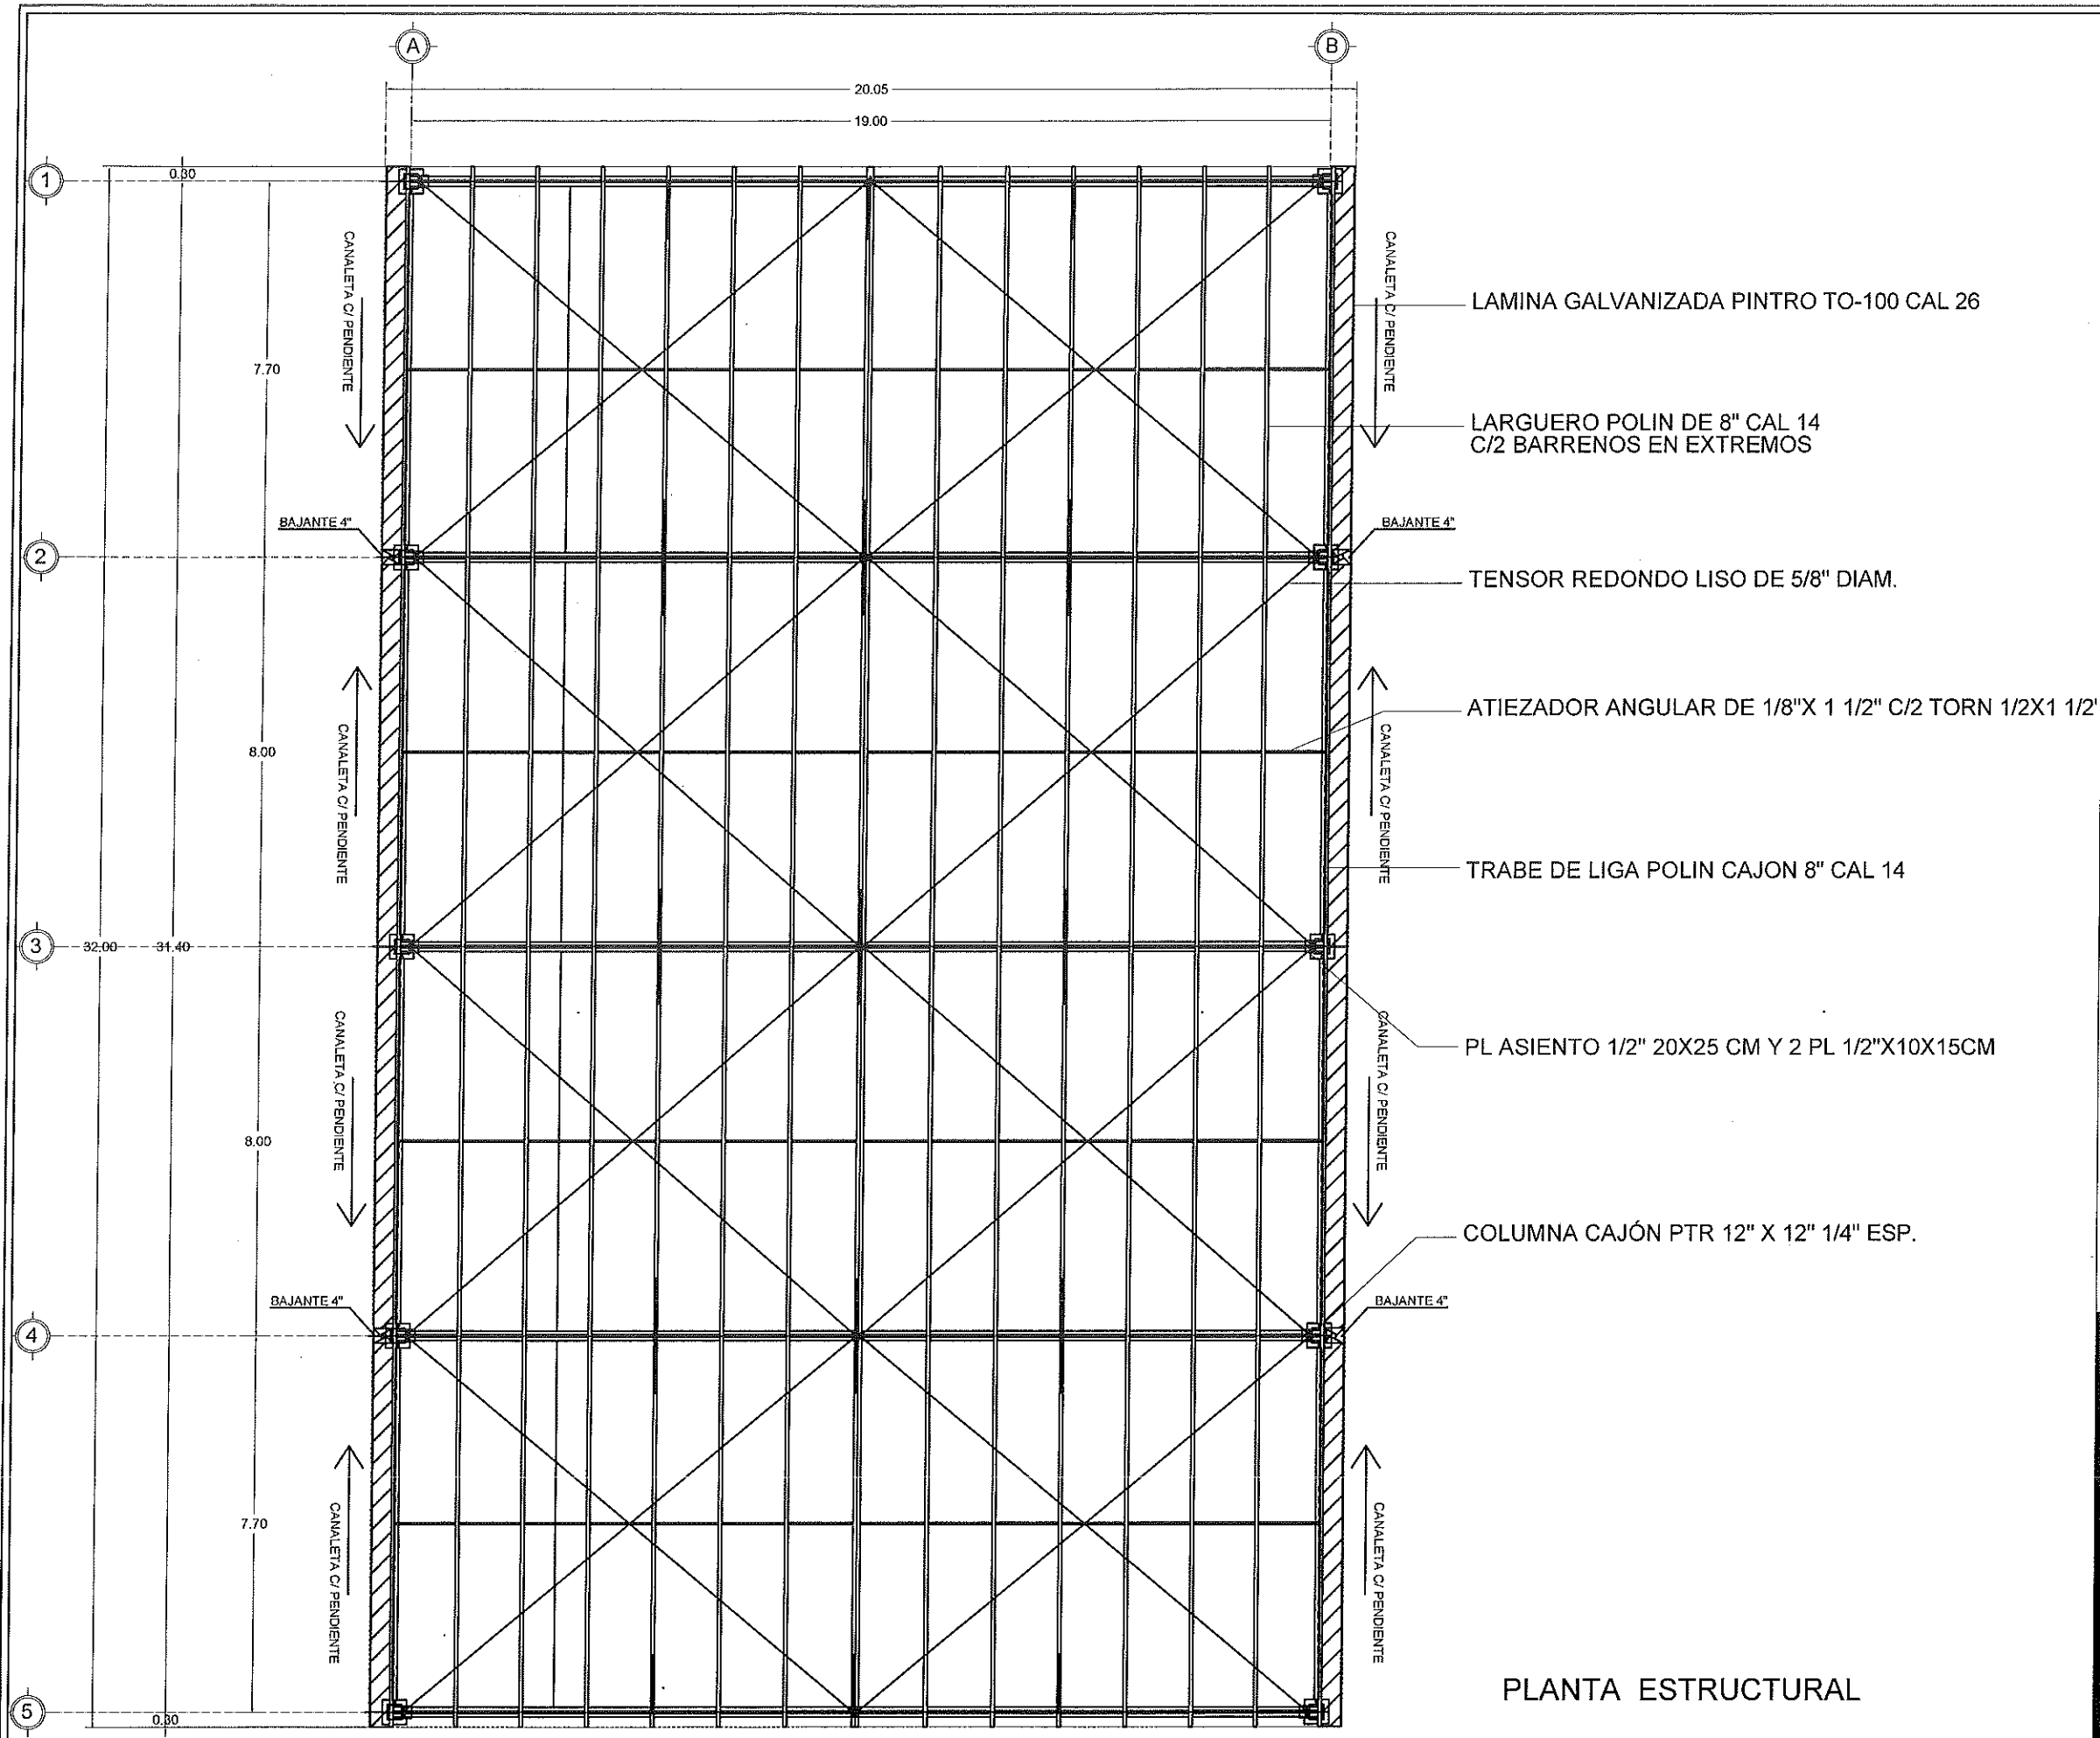 A
B
20.05
19.00
1
0.30
CANALETA C/ PENDIENTE
CANALETA C/ PENDIENTE
LAMINA GALVANIZADA PINTRO TO-100 CAL 26
7.70
LARGUERO POLIN DE 8" CAL 14
C/2 BARRENOS EN EXTREMOS
BAJANTE 4"
BAJANTE 4"
2
TENSOR REDONDO LISO DE 5/8" DIAM.
ATIEZADOR ANGULAR DE 1/8"X 1 1/2" C/2 TORN 1/2X1 1/2"
8.00
CANALETA C/ PENDIENTE
CANALETA C/ PENDIENTE
TRABE DE LIGA POLIN CAJON 8" CAL 14
3
32.00
31.40
PL ASIENTO 1/2" 20X25 CM Y 2 PL 1/2"X10X15CM
CANALETA C/ PENDIENTE
CANALETA C/ PENDIENTE
8.00
COLUMNA CAJÓN PTR 12" X 12" 1/4" ESP.
BAJANTE 4"
BAJANTE 4"
4
7.70
CANALETA C/ PENDIENTE
CANALETA C/ PENDIENTE
PLANTA ESTRUCTURAL
5
0.30